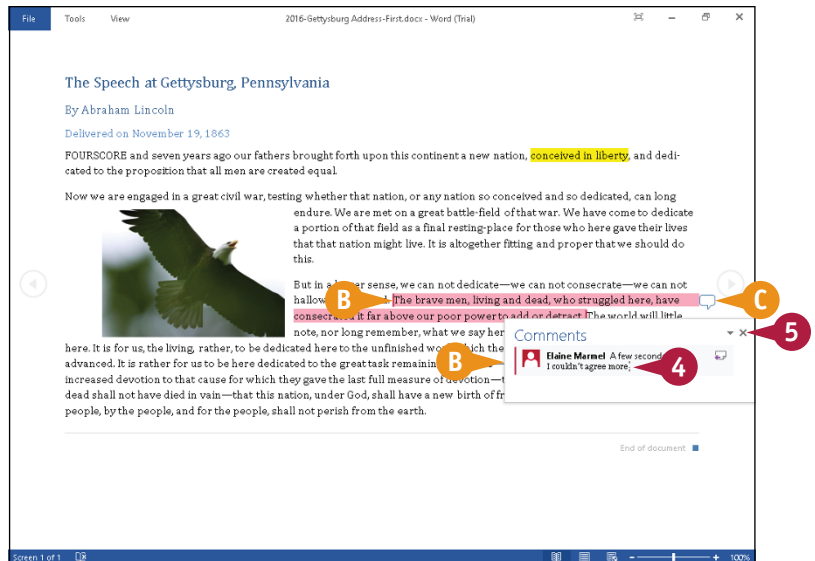 File Tools View 2016-Gettysburg Address-First.docx - Word (Trial)
The Speech at Gettysburg, Pennsylvania
By Abraham Lincoln
Delivered on November 19, 1863
FOURSCORE and seven years ago our fathers brought forth upon this continent a new nation, conceived in liberty, and dedi-
cated to the proposition that all men are created equal.
Now we are engaged in a great civil war, testing whether that nation, or any nation so conceived and so dedicated, can long
endure. We are met on a great battle-field of that war. We have come to dedicate
a portion of that field as a final resting-place for those who here gave their lives
that that nation might live. It is altogether fitting and proper that we should do
this.
But in a sense, we can not dedicate—we can not consecrate—we can not
hallow The brave men, living and dead, who struggled here, have C
B
consecrated it far above our poor power to add or detract. The world will little
note, nor long remember, what we say
here. It is for us, the living, rather, to be dedicated here to the unfinished which
advanced. It is rather for us to be here dedicated to the great task
increased devotion to that cause for which they gave the last full measure of devotion—
dead shall not have died in vain—that this nation, under God, shall have a new birth of
people, by the people, and for the people, shall not perish from the earth.
Comments 5
B Elaine Marmel A few
I couldn't agree more. 4
End of document
Screen 1 of 1 100%